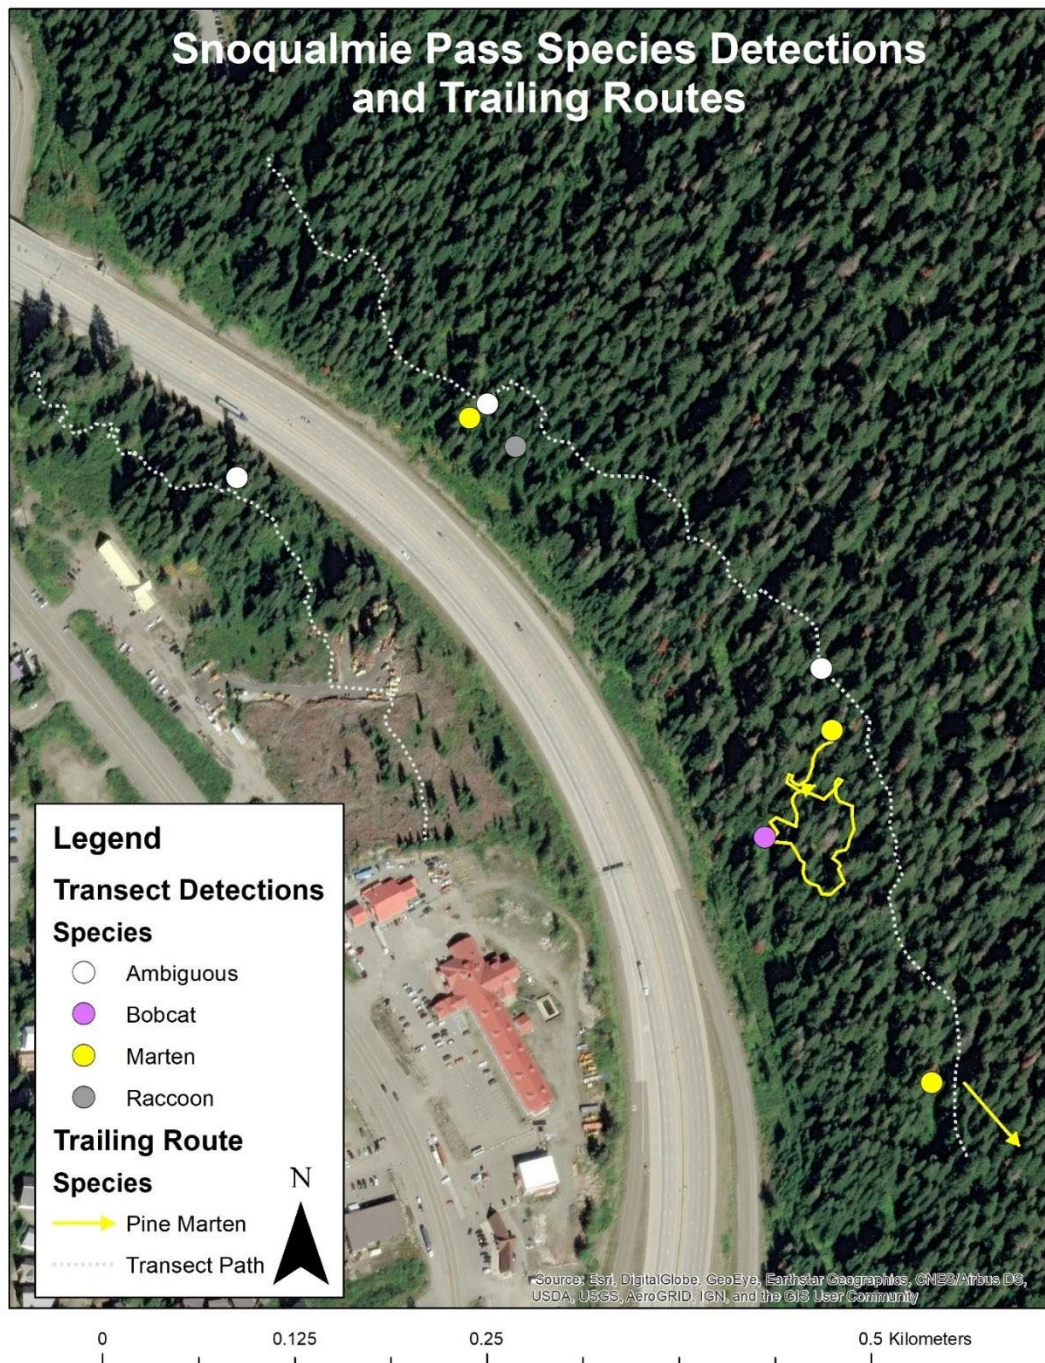 Snoqualmie Pass Species Detections
and Trailing Routes
Legend
Transect Detections
Species
Ambiguous
Bobcat
Marten
Raccoon
Trailing Route
Species
N
Pine Marten
Transect Path
Source: Esri, DigitalGlobe, GeoEye, Earthstar Geographics, CNES/Airbus DS,
USDA, USGS, AeroGRID, IGN, and the GIS User Community
0 0.125 0.25 0.5 Kilometers